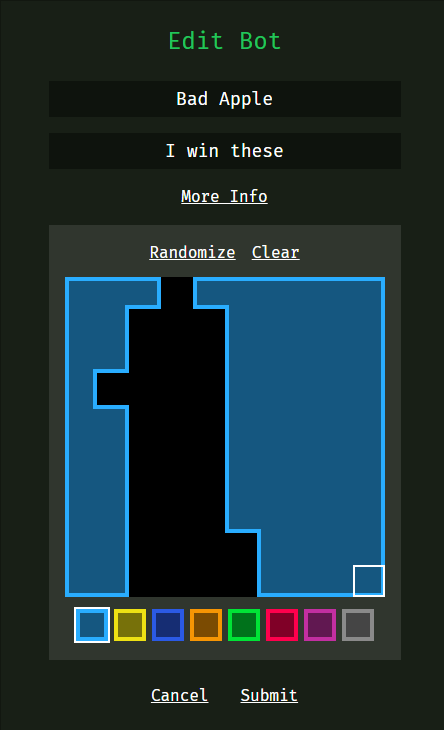 Edit Bot
Bad Apple
I win these
More Info
Randomize Clear
Cancel Submit